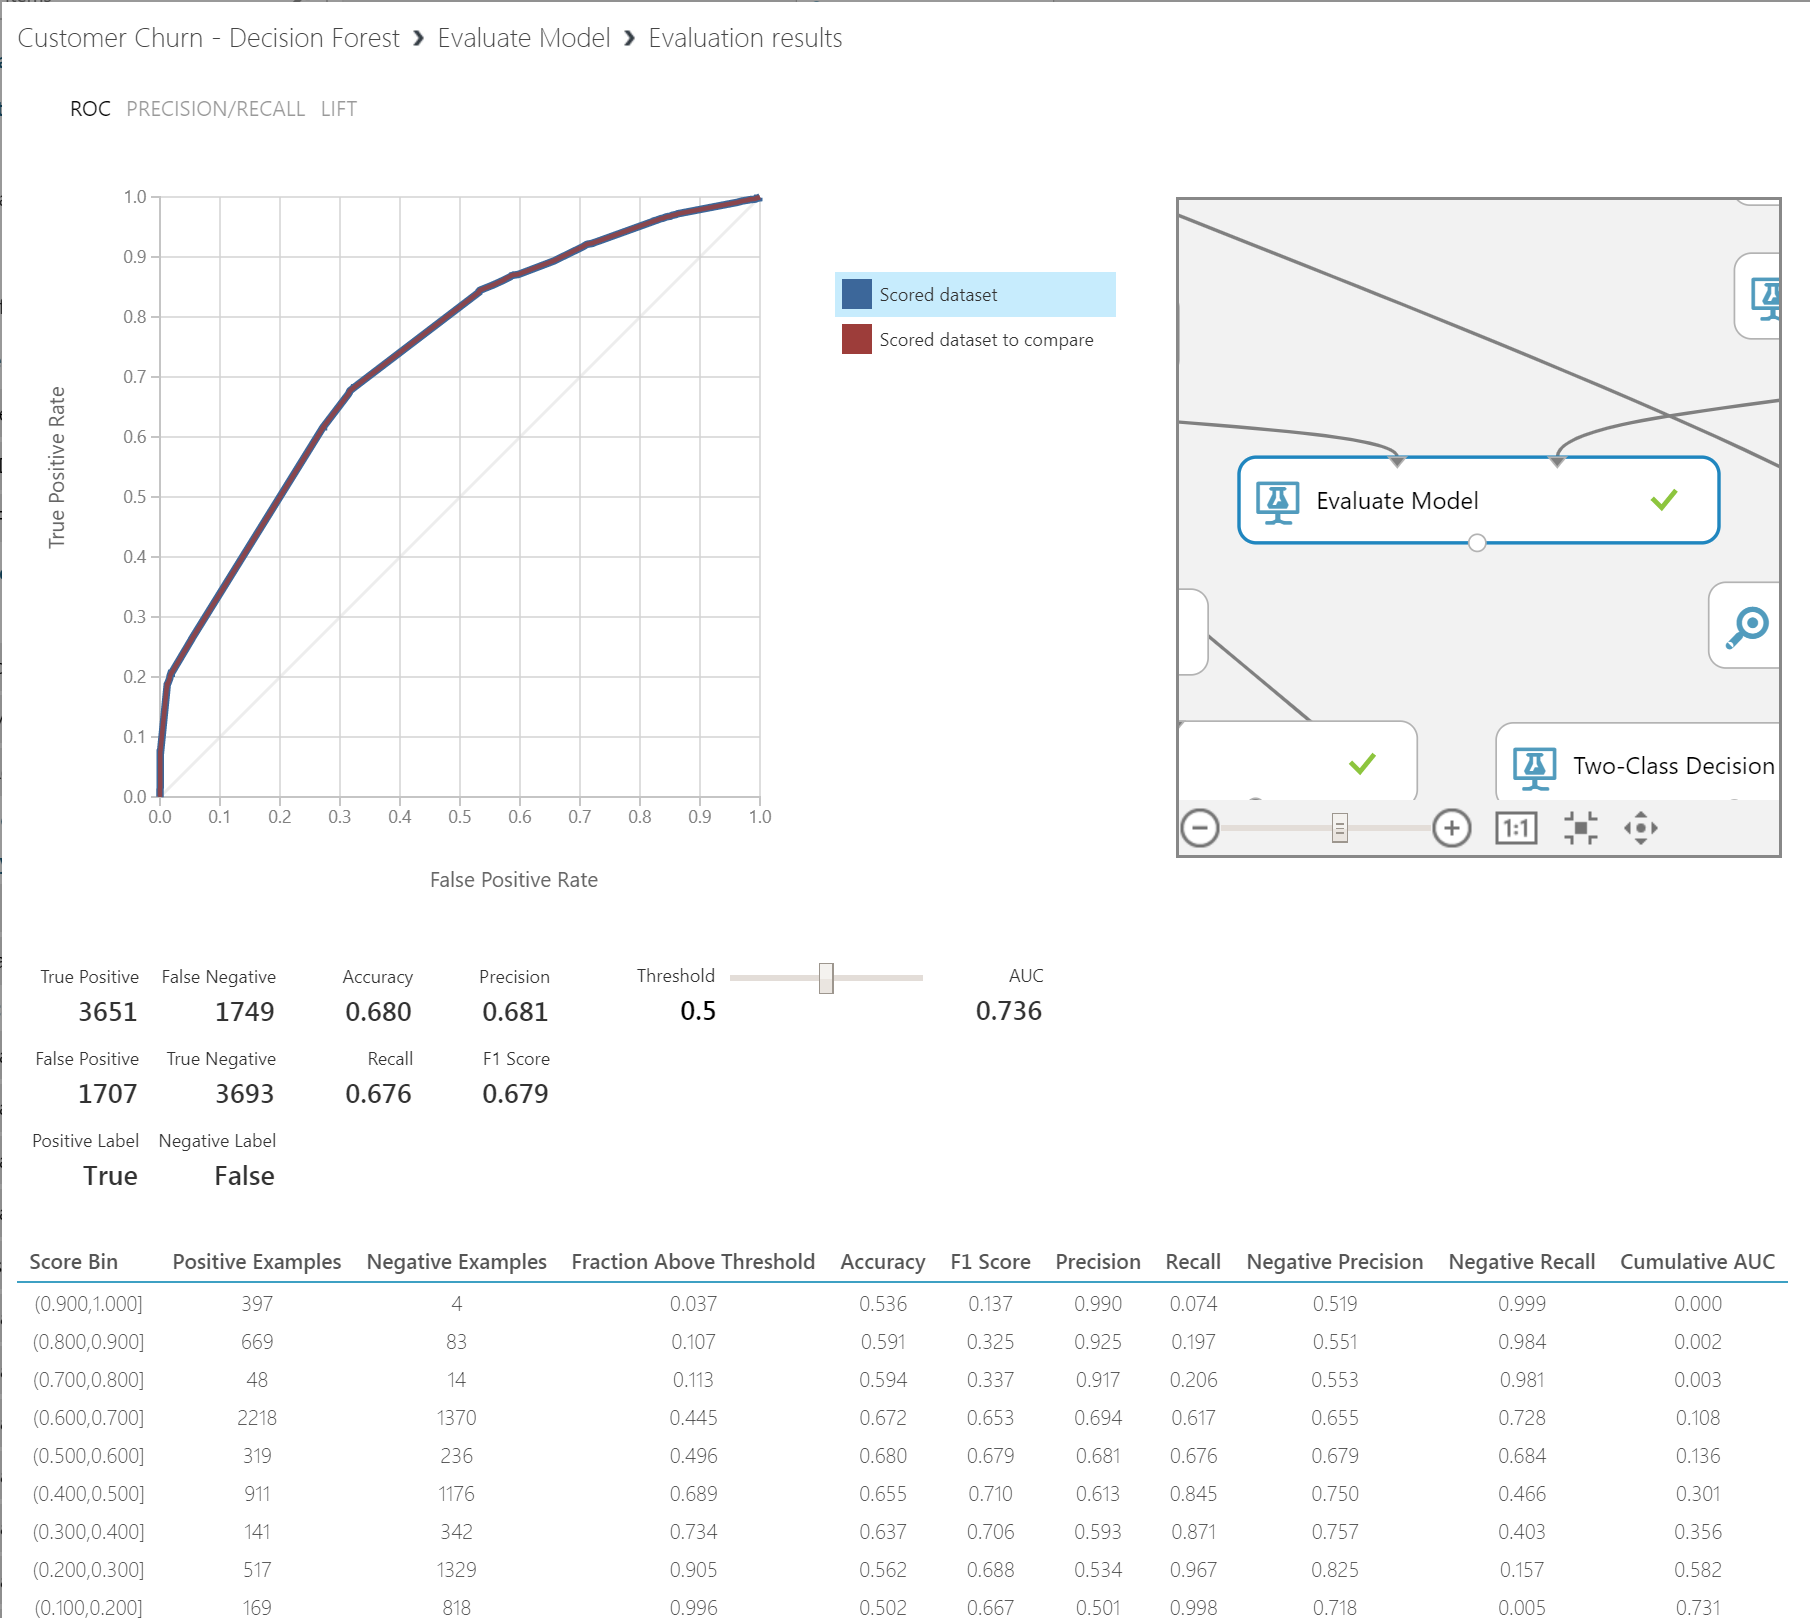 Customer Churn - Decision Forest › Evaluate Model › Evaluation results
ROC PRECISION/RECALL LIFT
1.0
0.9
0.8
0.7
0.6
0.5
0.4
0.3
0.2
0.1
0.0
True Positive Rate
0.0 0.1 0.2 0.3 0.4 0.5 0.6 0.7 0.8 0.9 1.0
False Positive Rate
Scored dataset
Scored dataset to compare
Evaluate Model
Two-Class Decision
1:1
True Positive False Negative Accuracy Precision Threshold AUC
3651 1749 0.680 0.681 0.5 0.736
False Positive True Negative Recall F1 Score
1707 3693 0.676 0.679
Positive Label Negative Label
True False
Score Bin Positive Examples Negative Examples Fraction Above Threshold Accuracy F1 Score Precision Recall Negative Precision Negative Recall Cumulative AUC
(0.900,1.000] 397 4 0.037 0.536 0.137 0.990 0.074 0.519 0.999 0.000
(0.800,0.900] 669 83 0.107 0.591 0.325 0.925 0.197 0.551 0.984 0.002
(0.700,0.800] 48 14 0.113 0.594 0.337 0.917 0.206 0.553 0.981 0.003
(0.600,0.700] 2218 1370 0.445 0.672 0.653 0.694 0.617 0.655 0.728 0.108
(0.500,0.600] 319 236 0.496 0.680 0.679 0.681 0.676 0.679 0.684 0.136
(0.400,0.500] 911 1176 0.689 0.655 0.710 0.613 0.845 0.750 0.466 0.301
(0.300,0.400] 141 342 0.734 0.637 0.706 0.593 0.871 0.757 0.403 0.356
(0.200,0.300] 517 1329 0.905 0.562 0.688 0.534 0.967 0.825 0.157 0.582
(0.100,0.200] 169 818 0.996 0.502 0.667 0.501 0.998 0.718 0.005 0.731